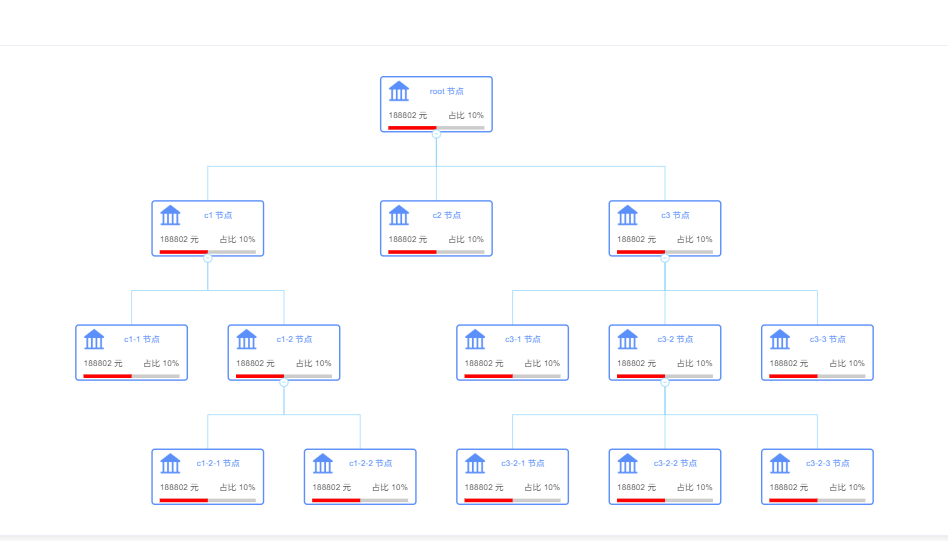 root 节点
188802 元 占比 10%
c1 节点
188802 元 占比 10%
c2 节点
188802 元 占比 10%
c3 节点
188802 元 占比 10%
c1-1 节点
188802 元 占比 10%
c1-2 节点
188802 元 占比 10%
c3-1 节点
188802 元 占比 10%
c3-2 节点
188802 元 占比 10%
c3-3 节点
188802 元 占比 10%
c1-2-1 节点
188802 元 占比 10%
c1-2-2 节点
188802 元 占比 10%
c3-2-1 节点
188802 元 占比 10%
c3-2-2 节点
188802 元 占比 10%
c3-2-3 节点
188802 元 占比 10%